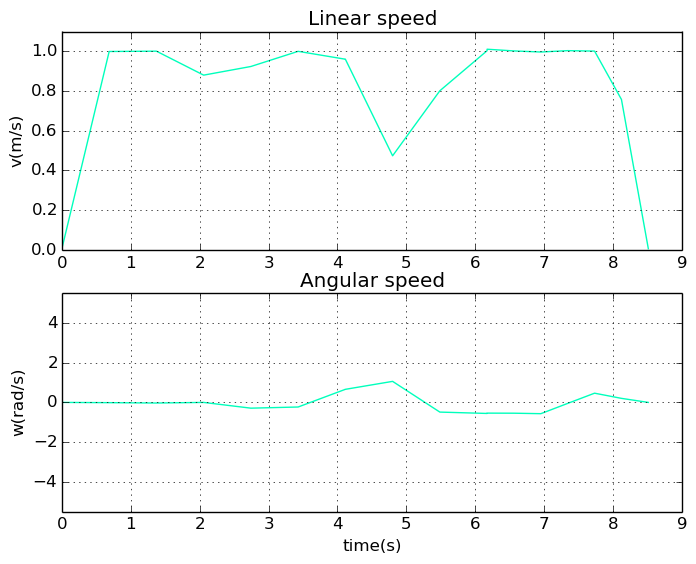 Linear speed
1.0
0.8
0.6
0.4
0.2
0.0
v(m/s)
0 1 2 3 4 5 6 7 8 9
Angular speed
4
2
0
−2
−4
w(rad/s)
0 1 2 3 4 5 6 7 8 9
time(s)